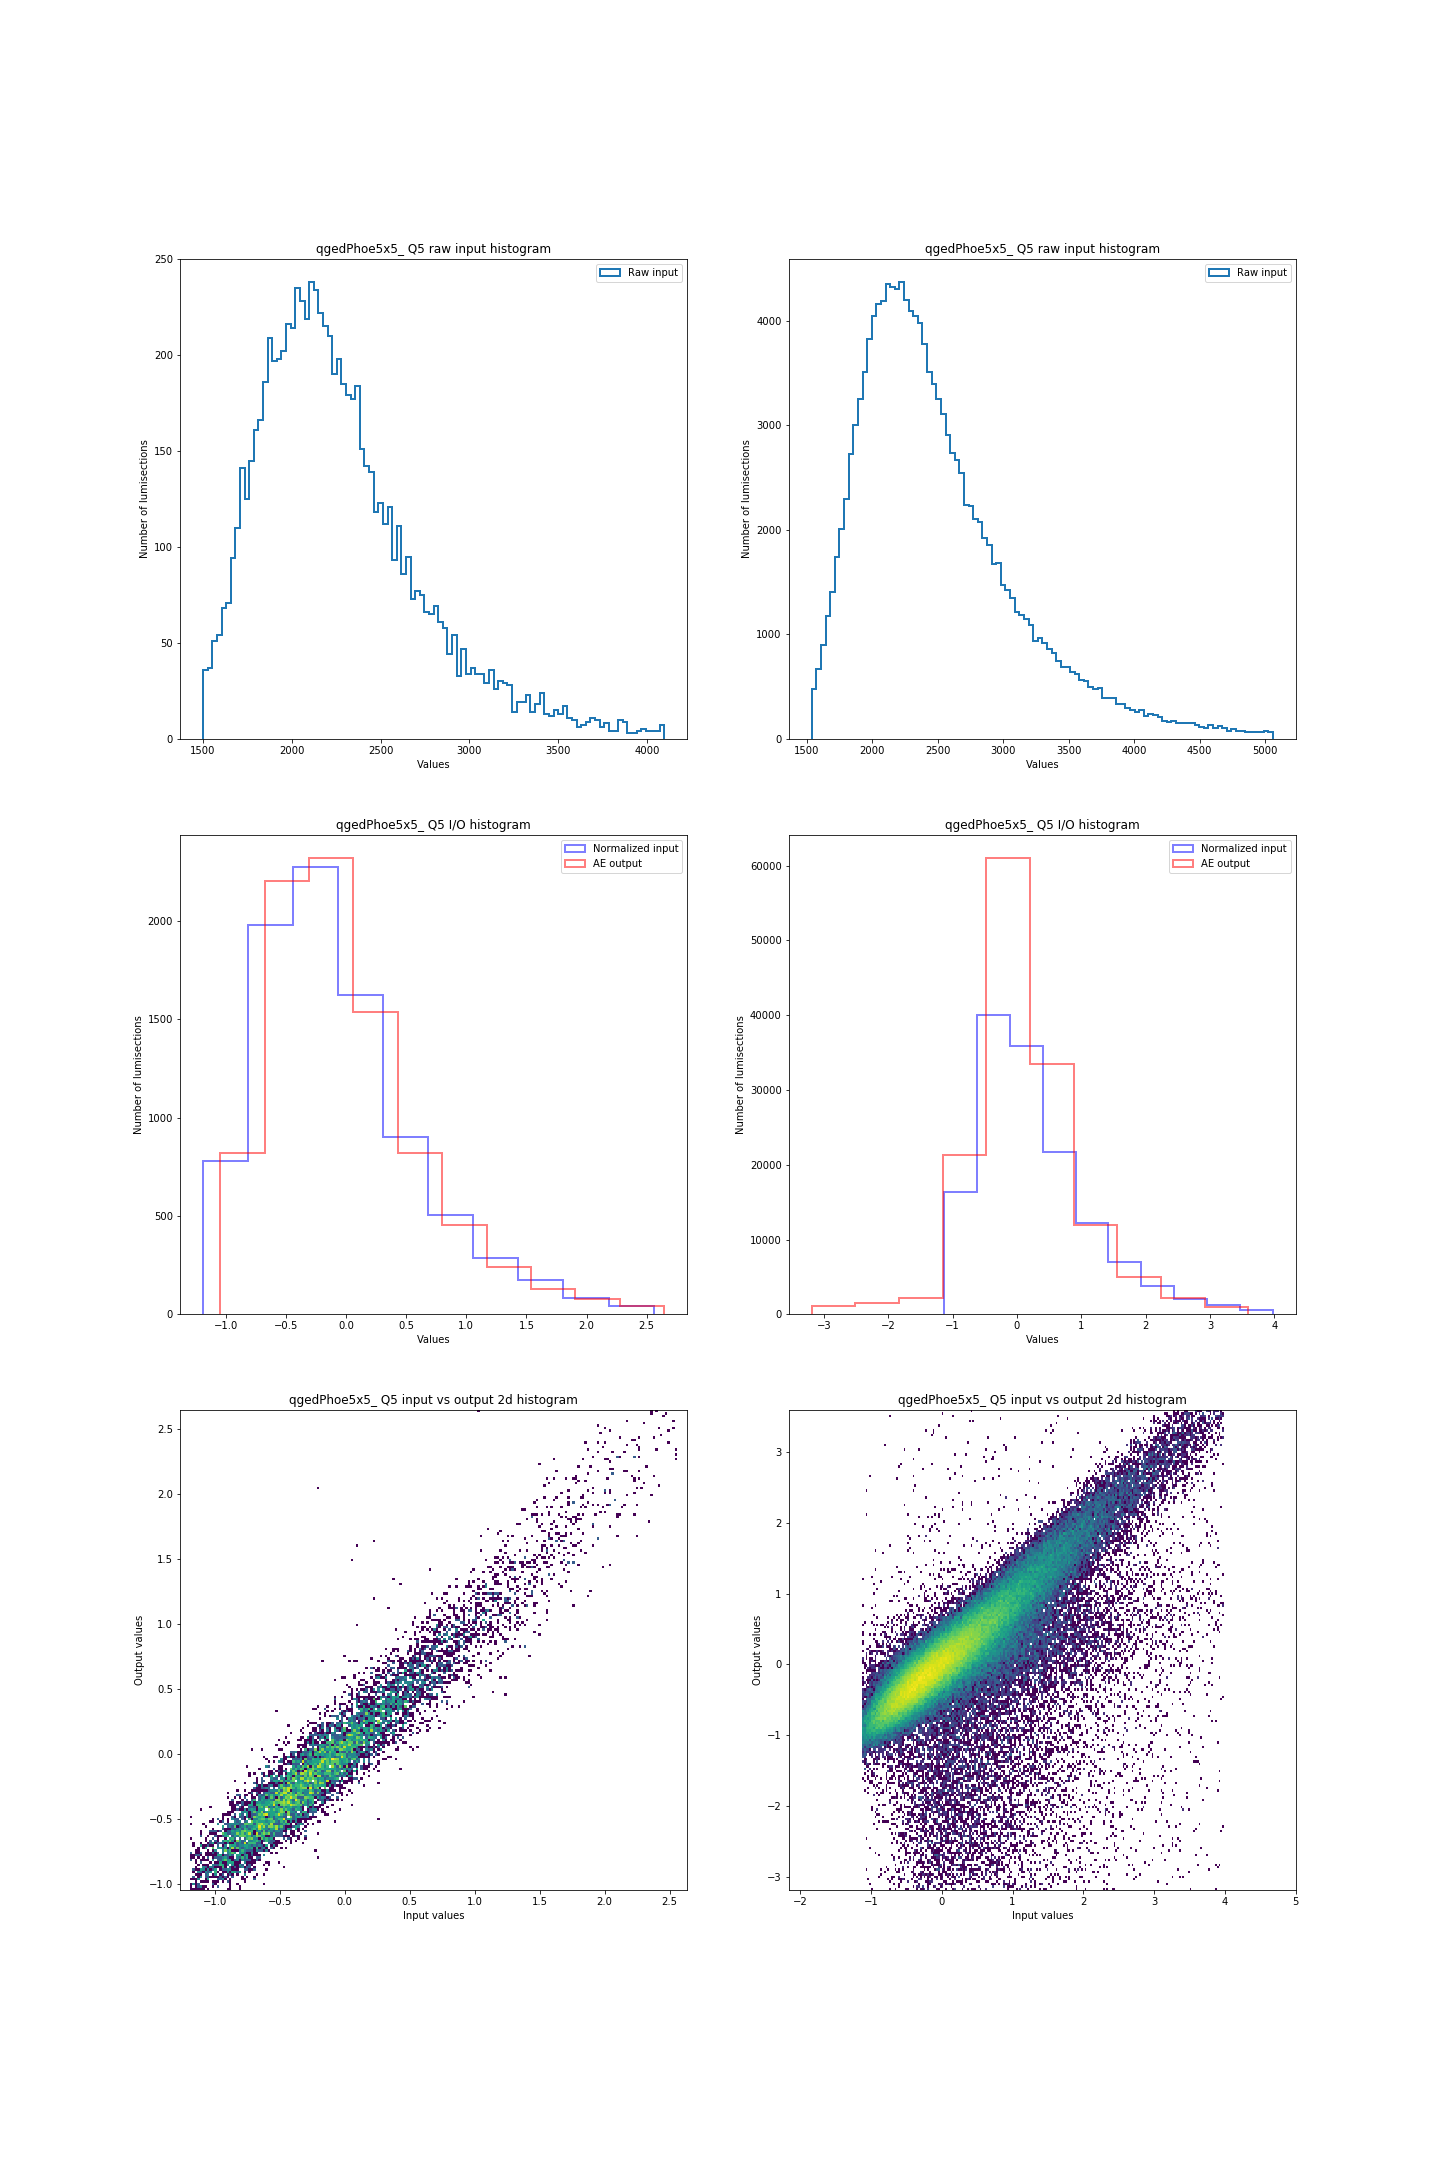 qgedPhoe5x5_ Q5 raw input histogram
Raw input
250
200
150
100
50
0
Number of lumisections
1500 2000 2500 3000 3500 4000
Values
qgedPhoe5x5_ Q5 raw input histogram
Raw input
4000
3000
2000
1000
0
Number of lumisections
1500 2000 2500 3000 3500 4000 4500 5000
Values
qgedPhoe5x5_ Q5 I/O histogram
Normalized input
AE output
2000
1500
1000
500
0
Number of lumisections
−1.0 −0.5 0.0 0.5 1.0 1.5 2.0 2.5
Values
qgedPhoe5x5_ Q5 I/O histogram
Normalized input
AE output
60000
50000
40000
30000
20000
10000
0
Number of lumisections
−3 −2 −1 0 1 2 3 4
Values
qgedPhoe5x5_ Q5 input vs output 2d histogram
2.5
2.0
1.5
1.0
0.5
0.0
−0.5
−1.0
Output values
−1.0 −0.5 0.0 0.5 1.0 1.5 2.0 2.5
Input values
qgedPhoe5x5_ Q5 input vs output 2d histogram
3
2
1
0
−1
−2
−3
Output values
−2 −1 0 1 2 3 4 5
Input values